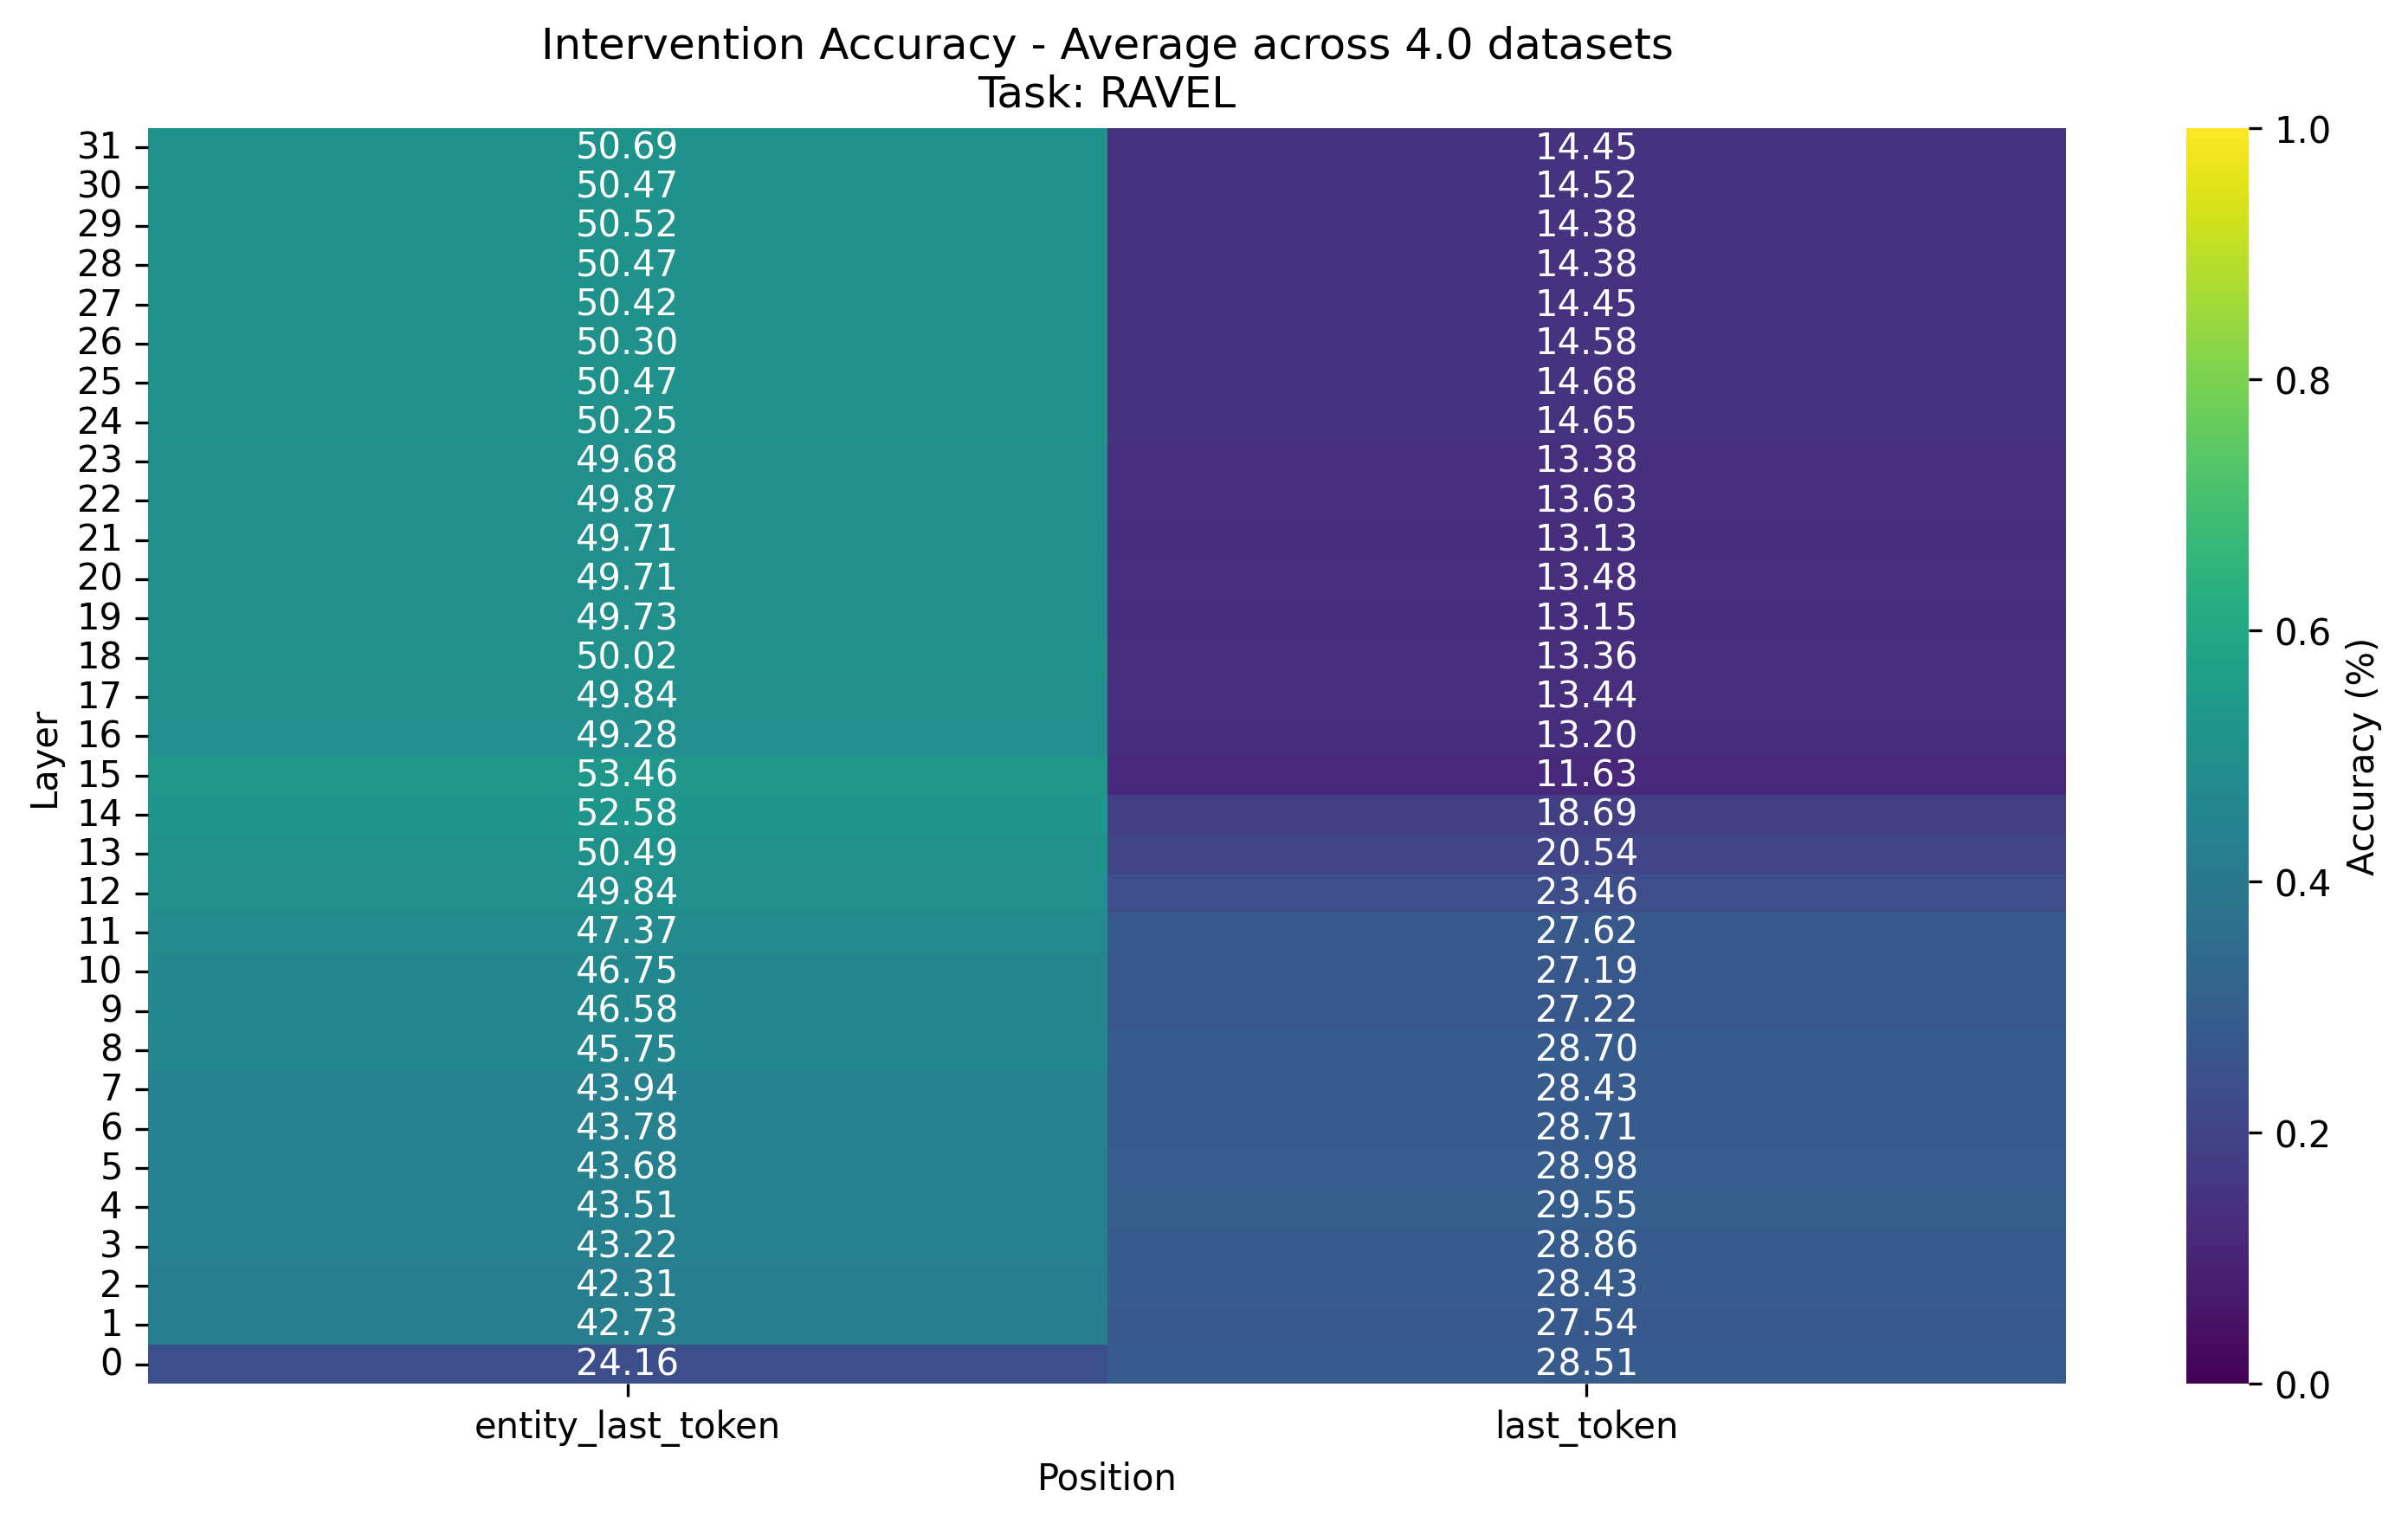 Intervention Accuracy - Average across 4.0 datasets
Task: RAVEL
31 50.69 14.45
30 50.47 14.52
29 50.52 14.38
28 50.47 14.38
27 50.42 14.45
26 50.30 14.58
25 50.47 14.68
24 50.25 14.65
23 49.68 13.38
22 49.87 13.63
21 49.71 13.13
20 49.71 13.48
19 49.73 13.15
18 50.02 13.36
17 49.84 13.44
16 49.28 13.20
15 53.46 11.63
14 52.58 18.69
13 50.49 20.54
12 49.84 23.46
11 47.37 27.62
10 46.75 27.19
9 46.58 27.22
8 45.75 28.70
7 43.94 28.43
6 43.78 28.71
5 43.68 28.98
4 43.51 29.55
3 43.22 28.86
2 42.31 28.43
1 42.73 27.54
0 24.16 28.51
Layer
entity_last_token last_token
Position
1.0
0.8
0.6
0.4
0.2
0.0
Accuracy (%)